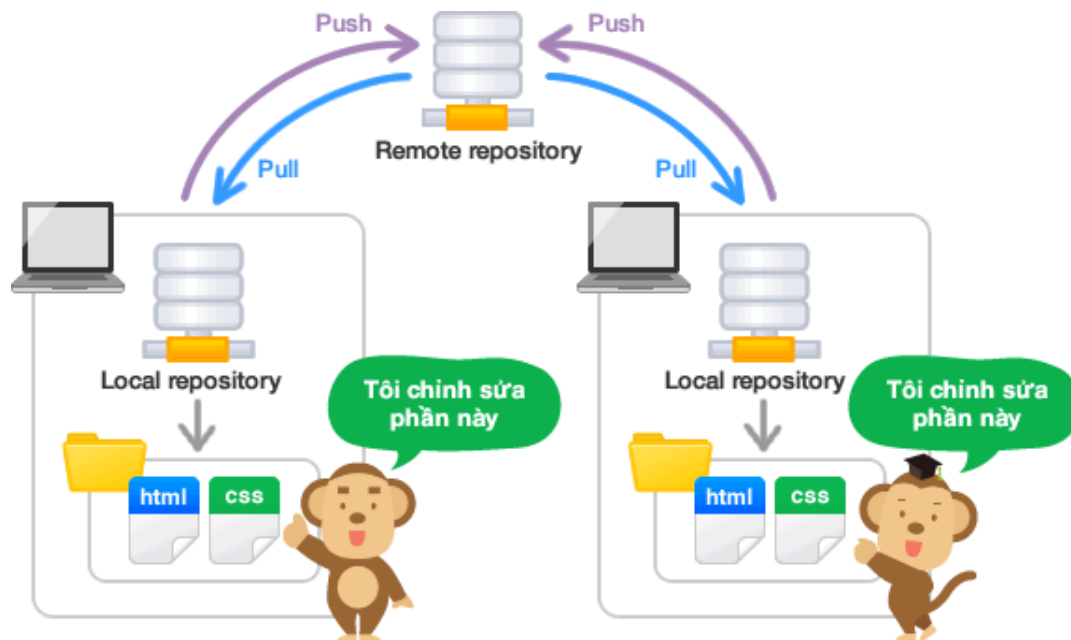 Push
Push
Pull
Remote repository
Pull
Local repository
Tôi chỉnh sửa
phần này
html
css
Local repository
Tôi chỉnh sửa
phần này
html
css